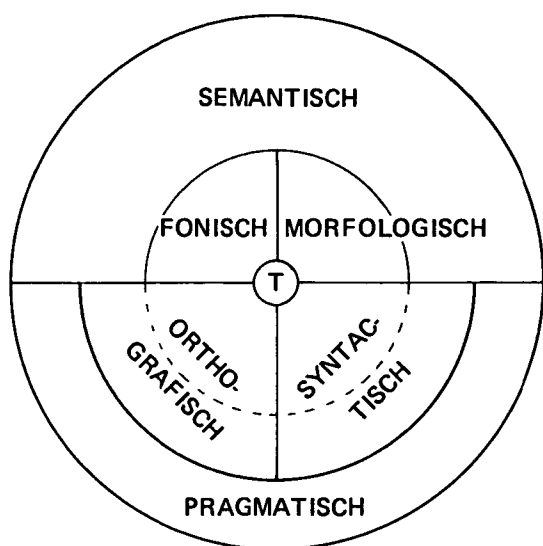 SEMANTISCH
FONISCH
MORFOLOGISCH
T
ORTHO-
GRAFISCH
SYNTAC-
TISCH
PRAGMATISCH